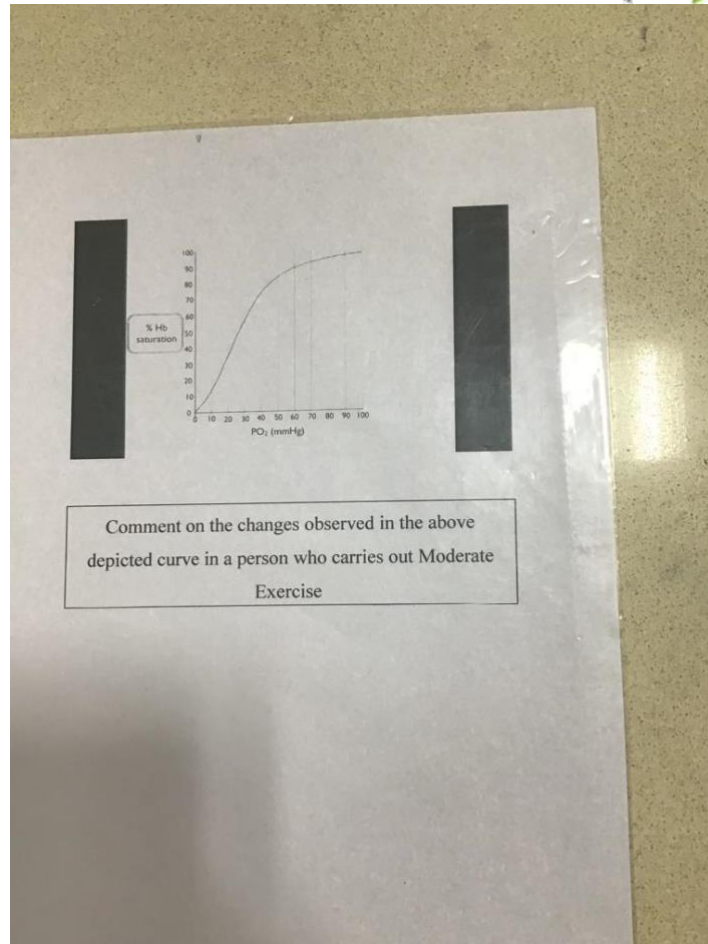 100
90
80
70
60
% Hb
saturation
50
40
30
20
10
0
0 10 20 30 40 50 60 70 80 90 100
PO₂ (mmHg)
Comment on the changes observed in the above
depicted curve in a person who carries out Moderate
Exercise